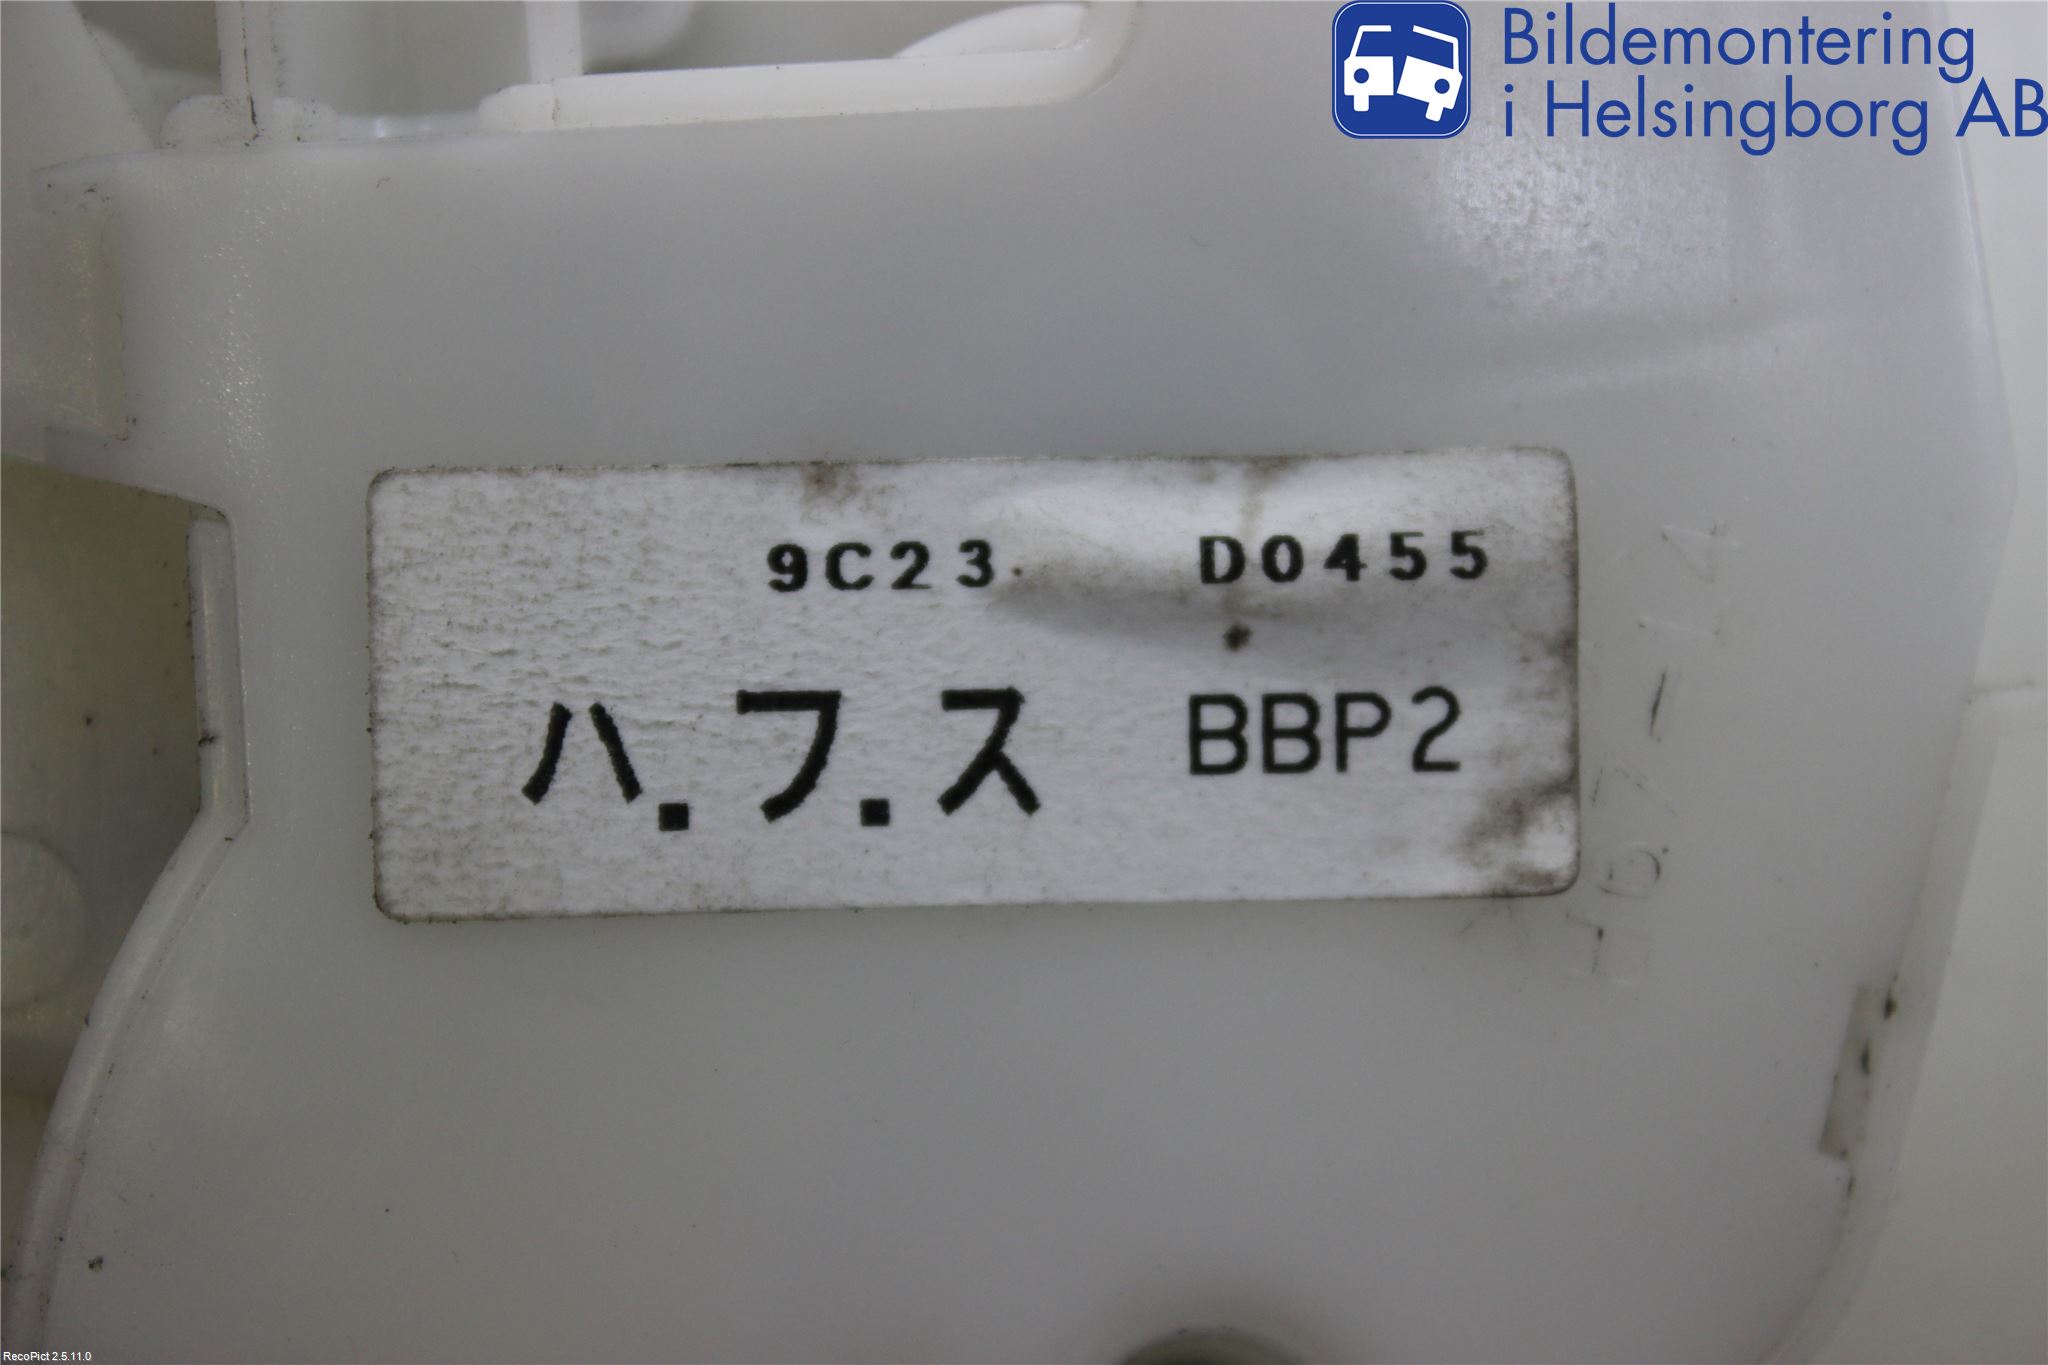 Bildemontering
i Helsingborg AB
9C23 D0455
ハ.フ.ス BBP2
RecoPict 2.5.11.0